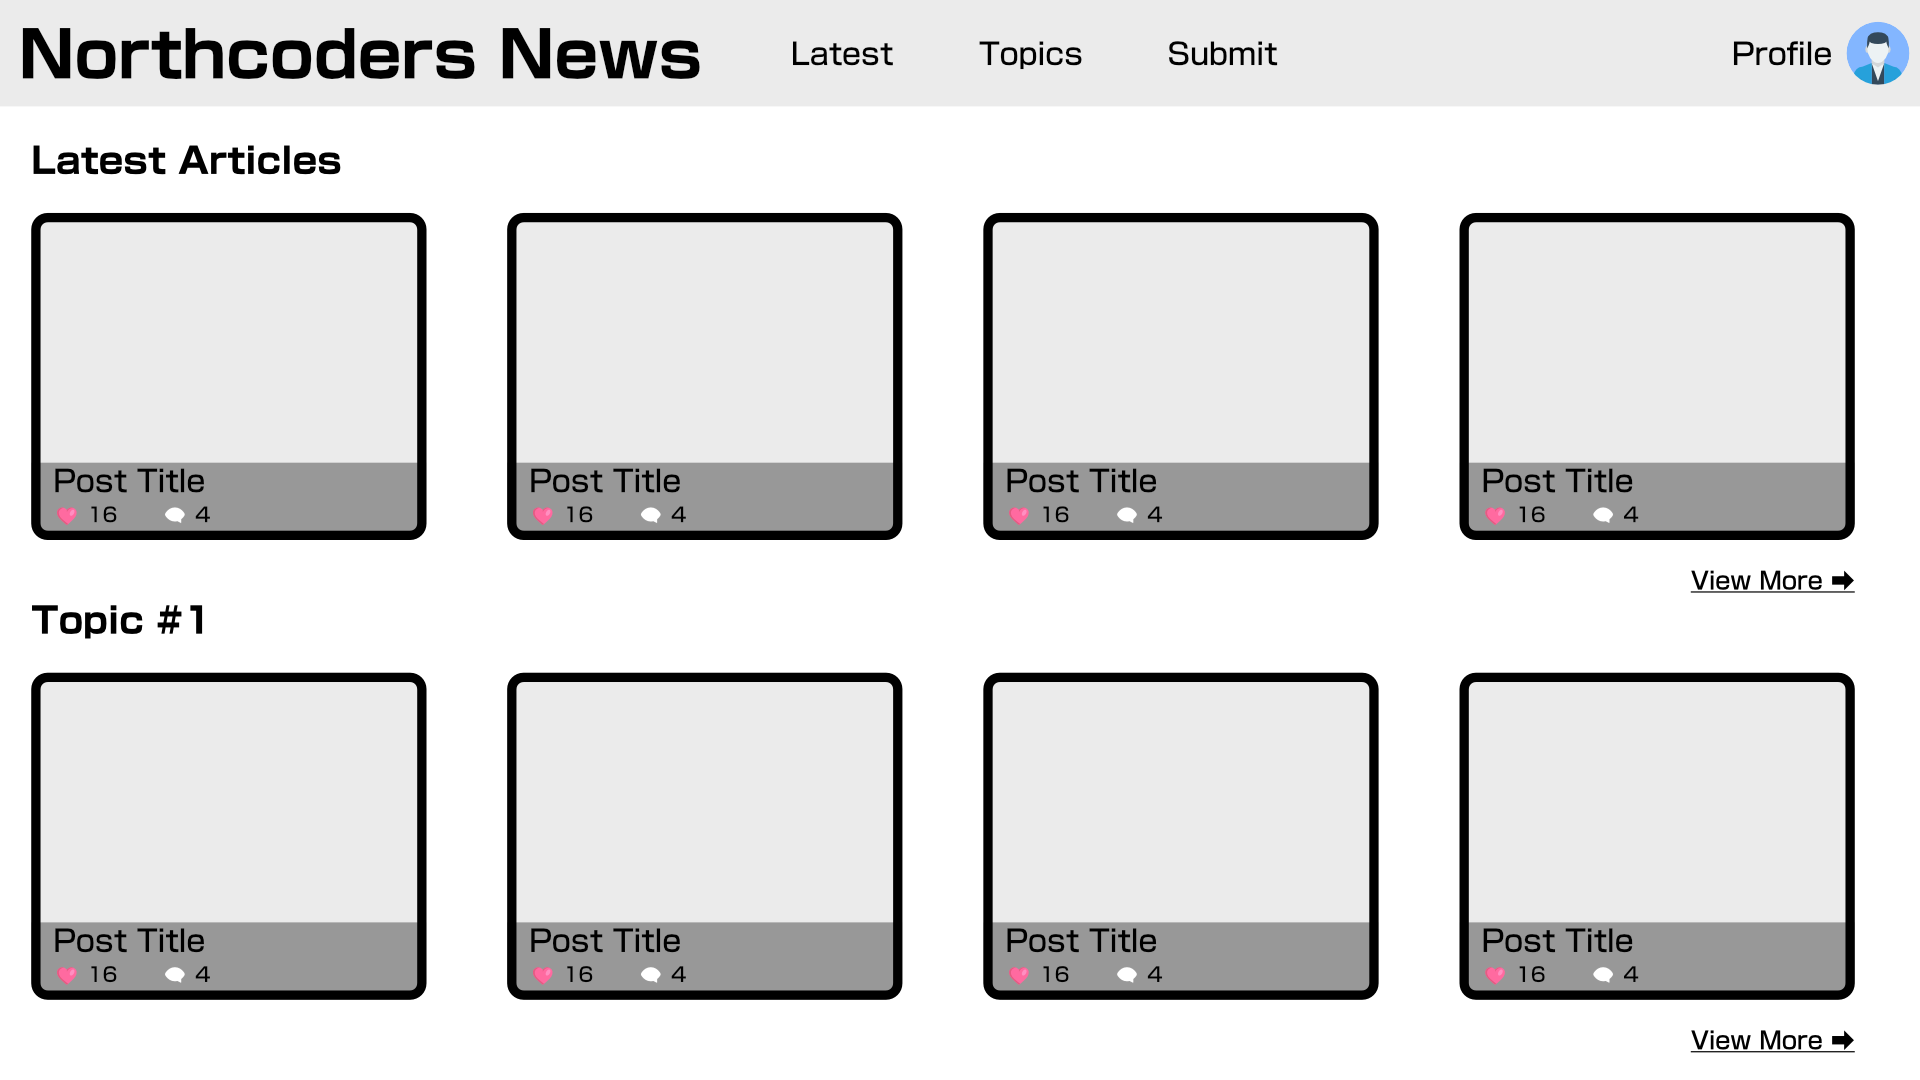 Northcoders News Latest Topics Submit Profile
Latest Articles
Post Title Post Title Post Title Post Title
16 4 16 4 16 4 16 4
View More
Topic #1
Post Title Post Title Post Title Post Title
16 4 16 4 16 4 16 4
View More